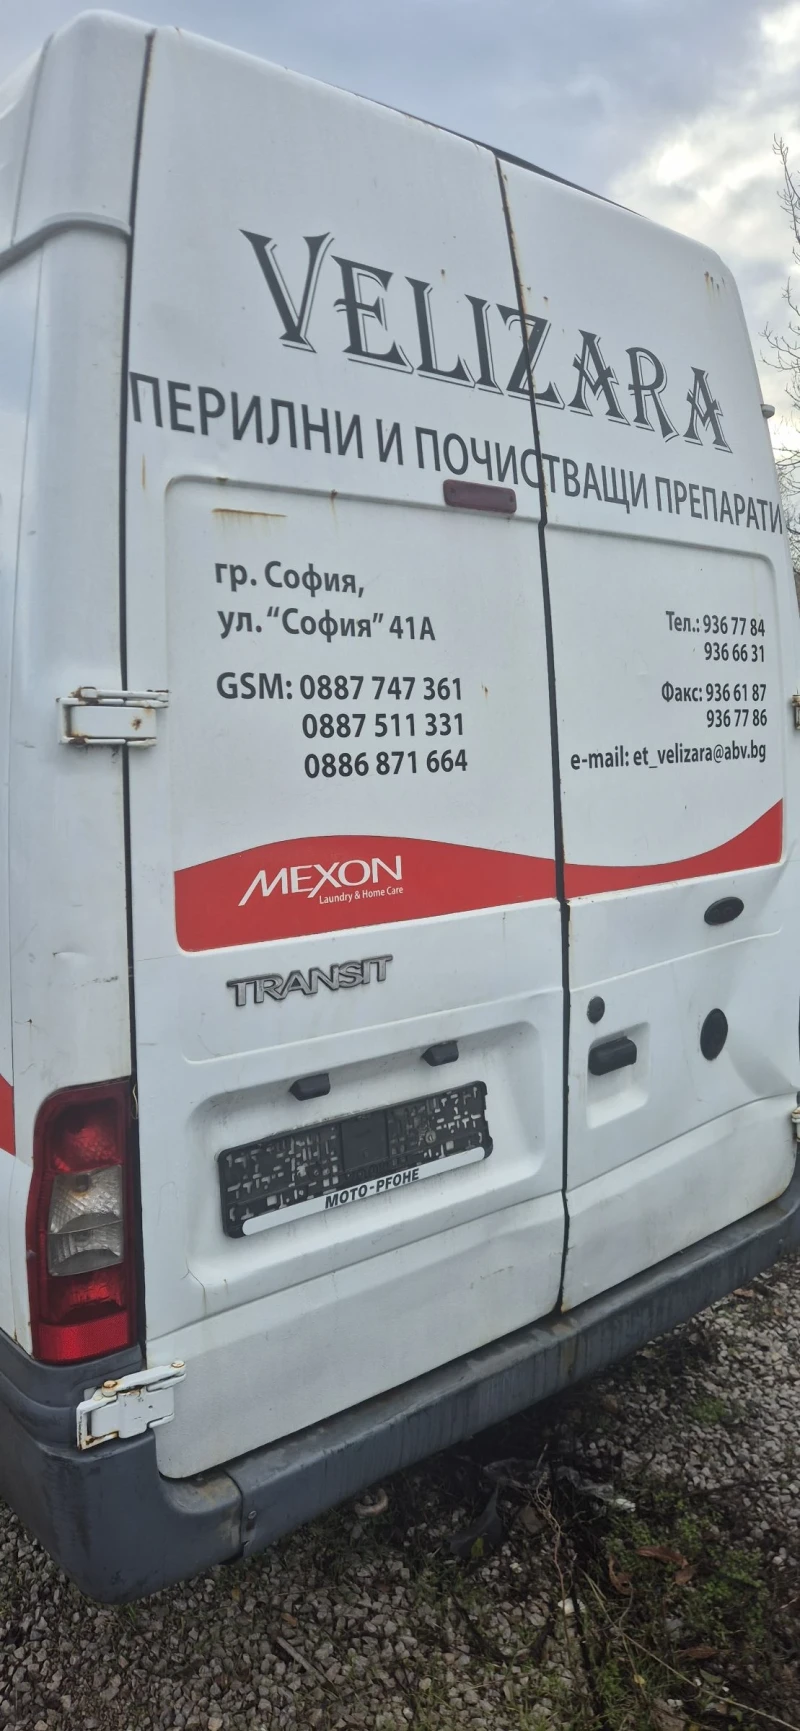 VELIZARA
ПЕРИЛНИ И ПОЧИСТВАЩИ ПРЕПАРАТИ
гр. София,
ул. “София” 41А
GSM: 0887 747 361
0887 511 331
0886 871 664
Тел.: 936 77 84
936 66 31
Факс: 936 61 87
936 77 86
e-mail: et_velizara@abv.bg
MEXON
Laundry & Home Care
TRANSIT
MOTO-PFOHE